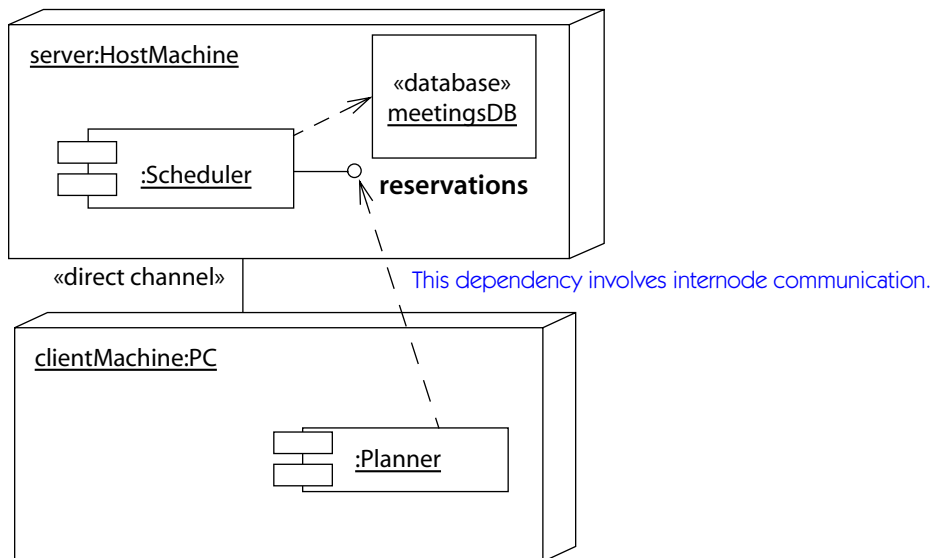 server:HostMachine
«database»
meetingsDB
:Scheduler
reservations
«direct channel»
This dependency involves internode communication.
clientMachine:PC
:Planner